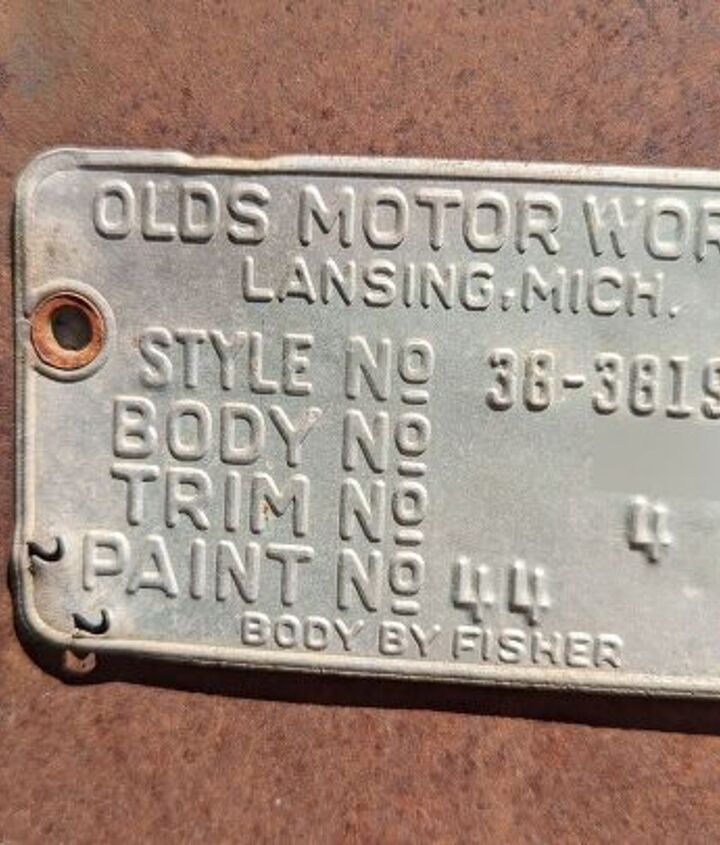 OLDS MOTOR WOR
LANSING, MICH.
STYLE No 38-3819
BODY No
TRIM No 4
PAINT No 44
BODY BY FISHER